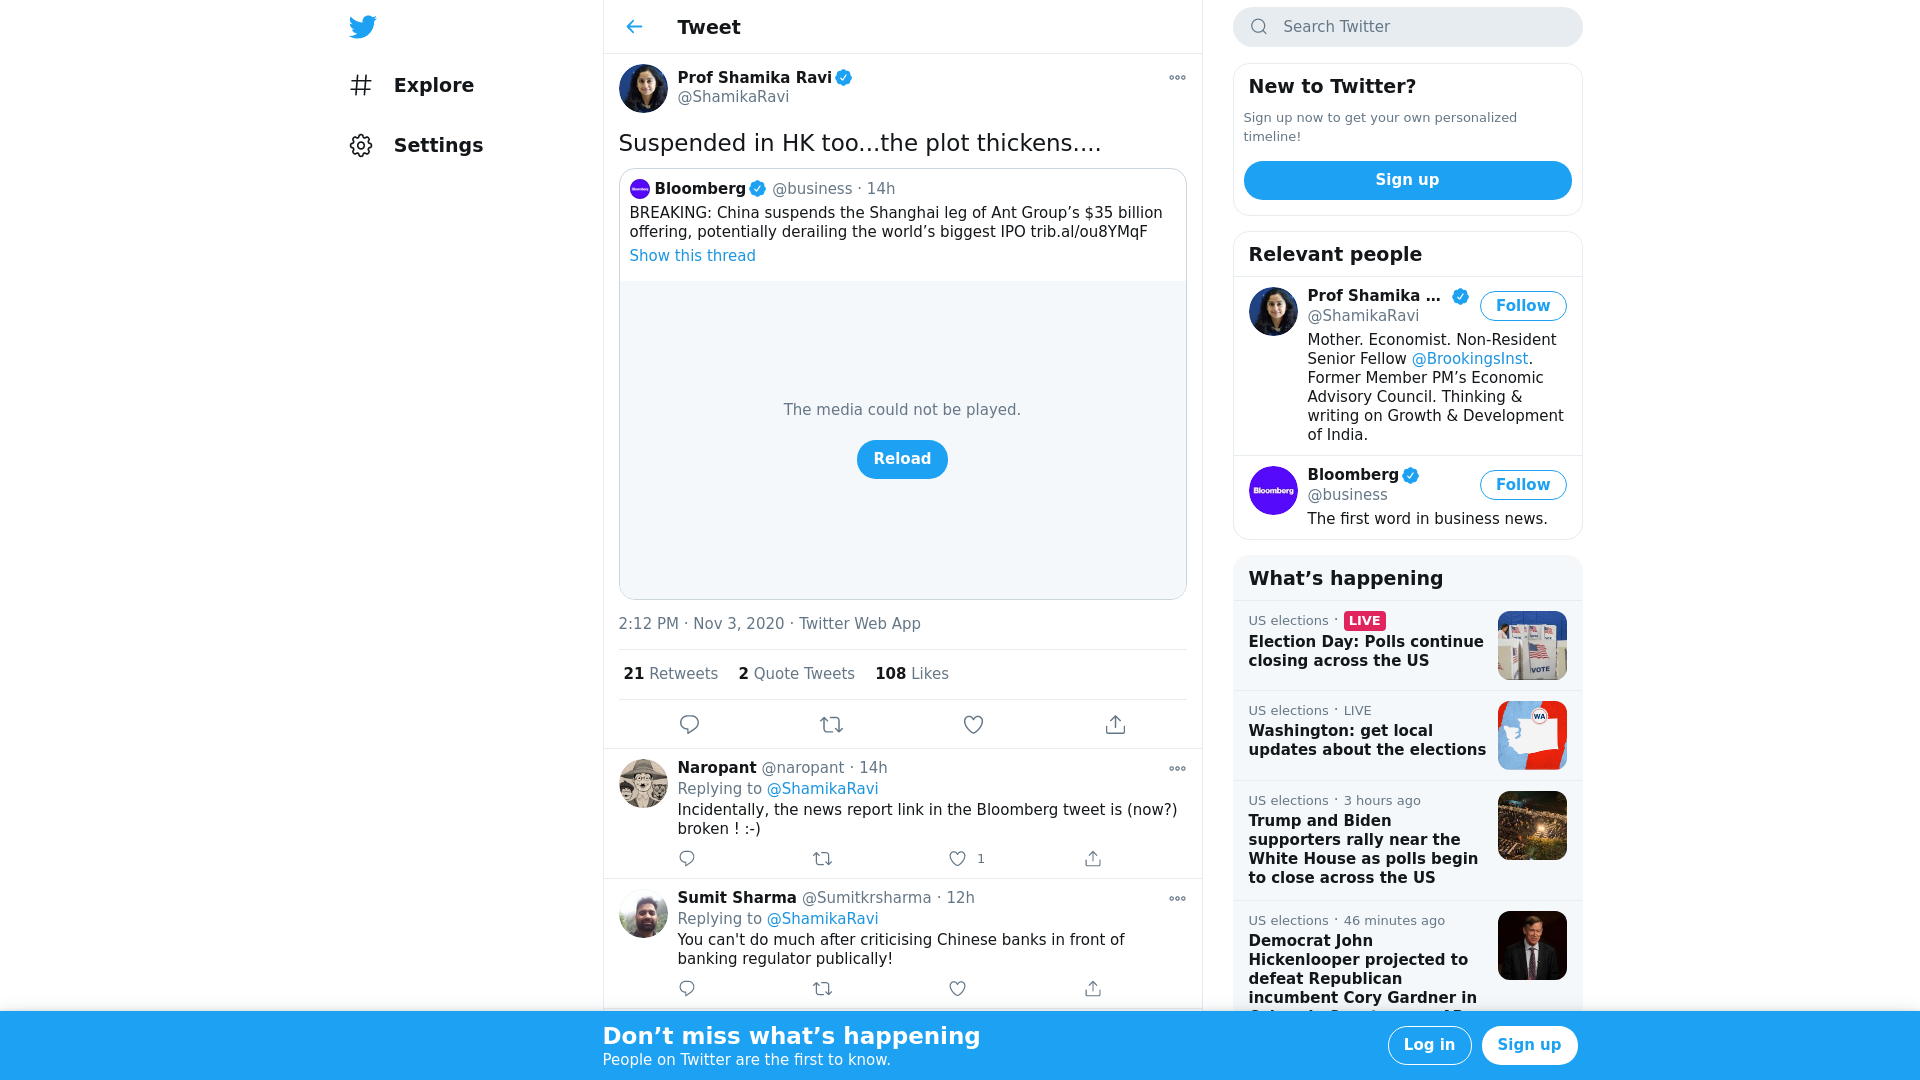 Explore
Settings
Tweet
Prof Shamika Ravi
@ShamikaRavi
Suspended in HK too...the plot thickens....
Bloomberg @business · 14h
BREAKING: China suspends the Shanghai leg of Ant Group’s $35 billion
offering, potentially derailing the world’s biggest IPO trib.al/ou8YMqF
Show this thread
The media could not be played.
Reload
2:12 PM · Nov 3, 2020 · Twitter Web App
21 Retweets 2 Quote Tweets 108 Likes
Naropant @naropant · 14h
Replying to @ShamikaRavi
Incidentally, the news report link in the Bloomberg tweet is (now?)
broken ! :-)
1
Sumit Sharma @Sumitkrsharma · 12h
Replying to @ShamikaRavi
You can't do much after criticising Chinese banks in front of
banking regulator publically!
Search Twitter
New to Twitter?
Sign up now to get your own personalized
timeline!
Sign up
Relevant people
Prof Shamika ...
Follow
@ShamikaRavi
Mother. Economist. Non-Resident
Senior Fellow @BrookingsInst.
Former Member PM’s Economic
Advisory Council. Thinking &
writing on Growth & Development
of India.
Bloomberg
Bloomberg
Follow
@business
The first word in business news.
What’s happening
US elections · LIVE
Election Day: Polls continue
closing across the US
VOTE
US elections · LIVE
Washington: get local
updates about the elections
WA
US elections · 3 hours ago
Trump and Biden
supporters rally near the
White House as polls begin
to close across the US
US elections · 46 minutes ago
Democrat John
Hickenlooper projected to
defeat Republican
incumbent Cory Gardner in
Don’t miss what’s happening
People on Twitter are the first to know.
Log in
Sign up